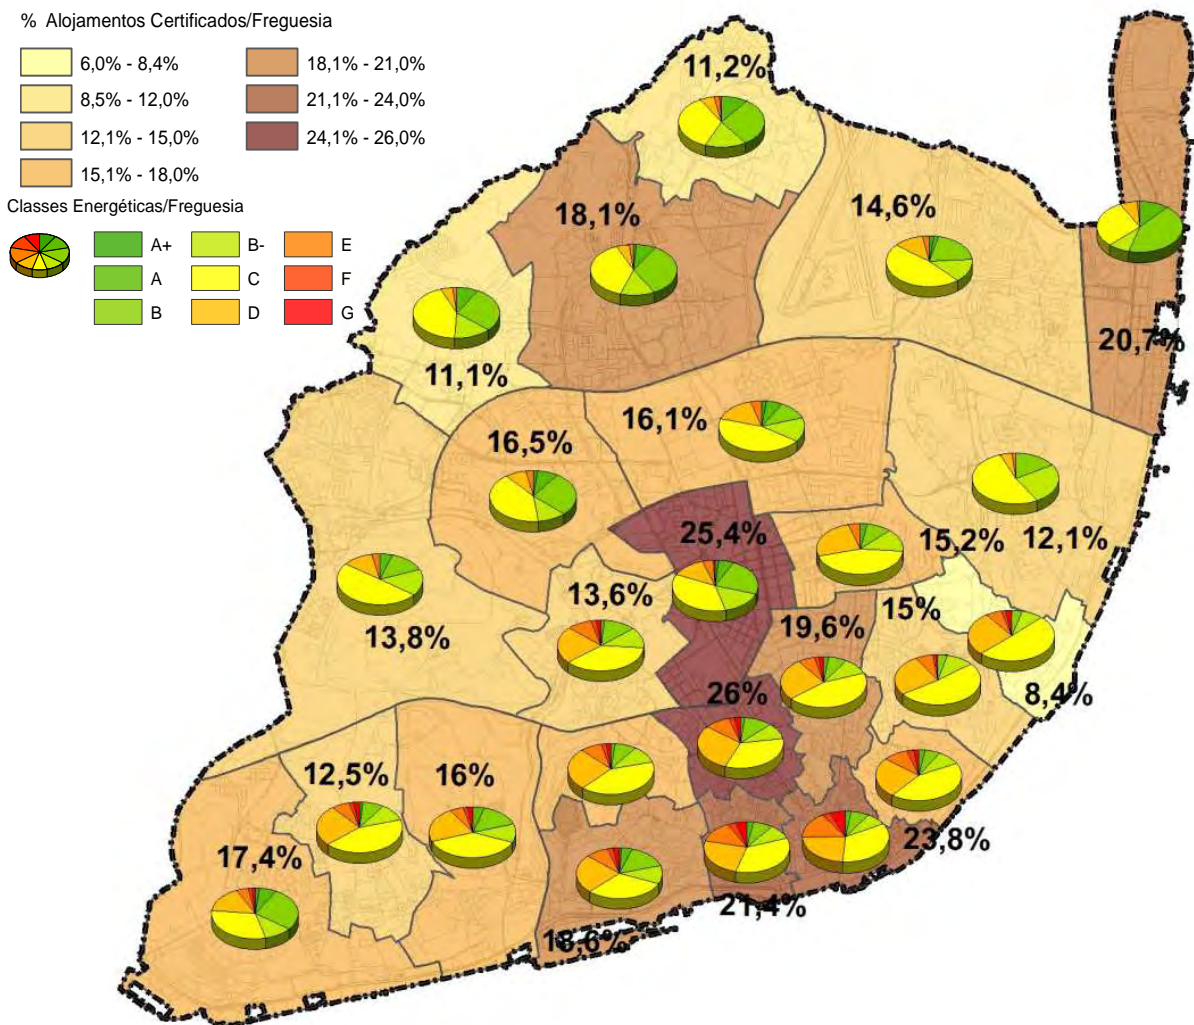 % Alojamentos Certificados/Freguesia
6,0% - 8,4%
18,1% - 21,0%
8,5% - 12,0%
21,1% - 24,0%
12,1% - 15,0%
24,1% - 26,0%
15,1% - 18,0%
Classes Energéticas/Freguesia
A+
B-
E
A
C
F
B
D
G
11,2%
18,1%
14,6%
20,7%
11,1%
16,1%
16,5%
25,4%
15,2%
12,1%
13,6%
15%
19,6%
13,8%
26%
8,4%
12,5%
16%
23,8%
17,4%
21,4%
18,6%